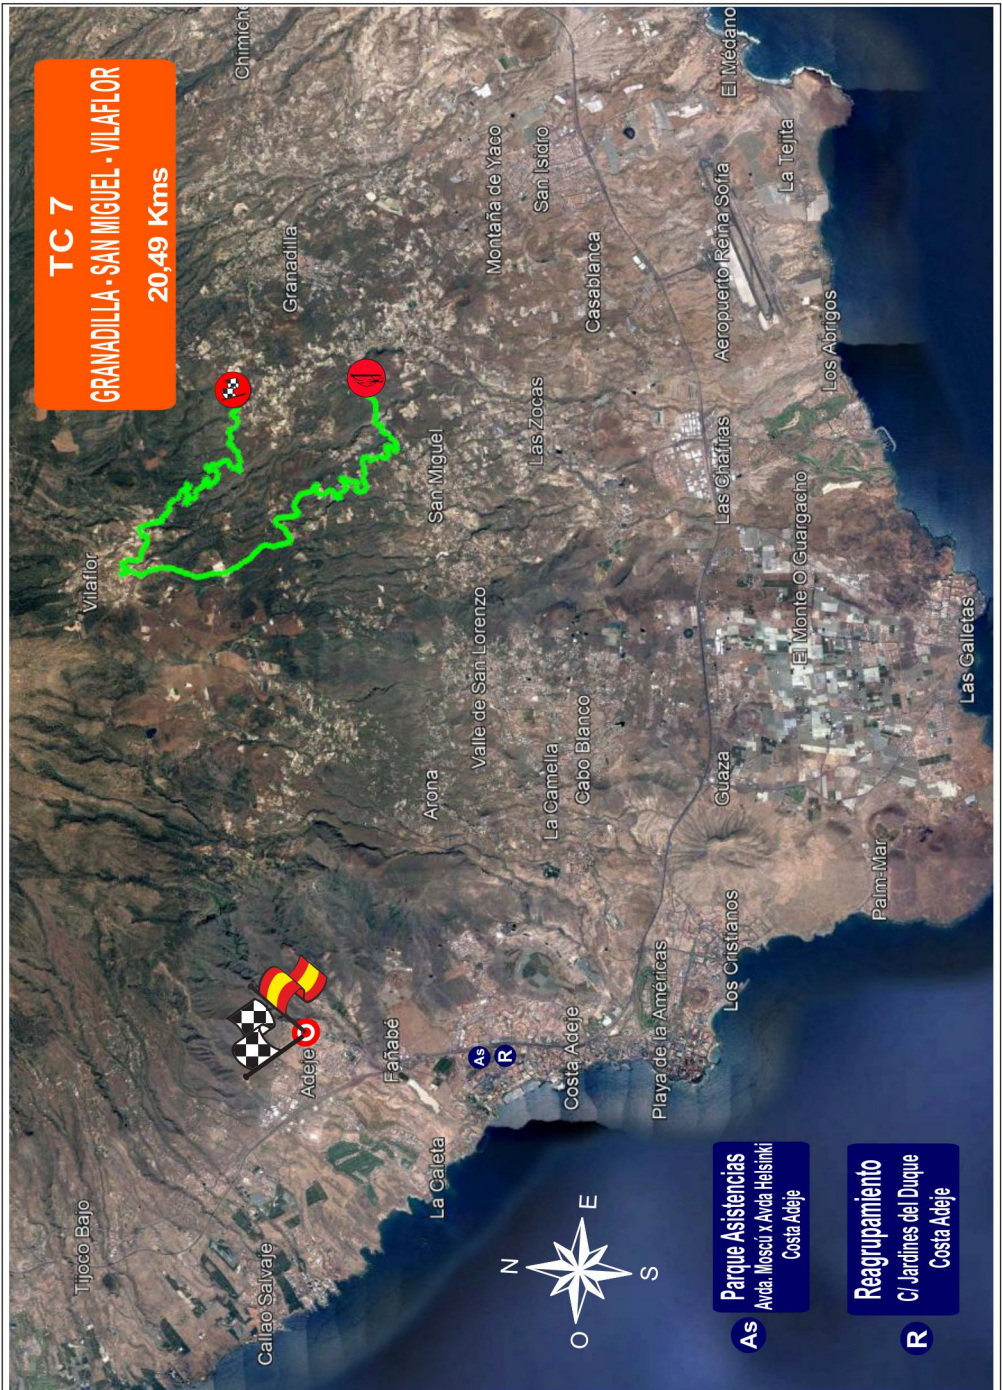 TC 7
GRANADILLA - SAN MIGUEL - VILAFLOR
20,49 Kms
Tijoco Bajo
Vilaflor
Chimiche
Callao Salvaje
Adeje
Granadilla
La Caleta
Fañabé
Arona
San Miguel
Valle de San Lorenzo
Montaña de Yaco
Las Zocas
San Isidro
La Camella
Costa Adeje
Cabo Blanco
Casablanca
Playa de la Américas
Los Cristianos
Guaza
Las Chafiras
Aeropuerto Reina Sofia
El Médano
El Monte O Guargacho
La Tejita
Los Abrigos
Palm-Mar
Las Galletas
As
R
N
O
E
S
As
Parque Asistencias
Avda. Moscú x Avda Helsinki
Costa Adeje
R
Reagrupamiento
C/ Jardines del Duque
Costa Adeje